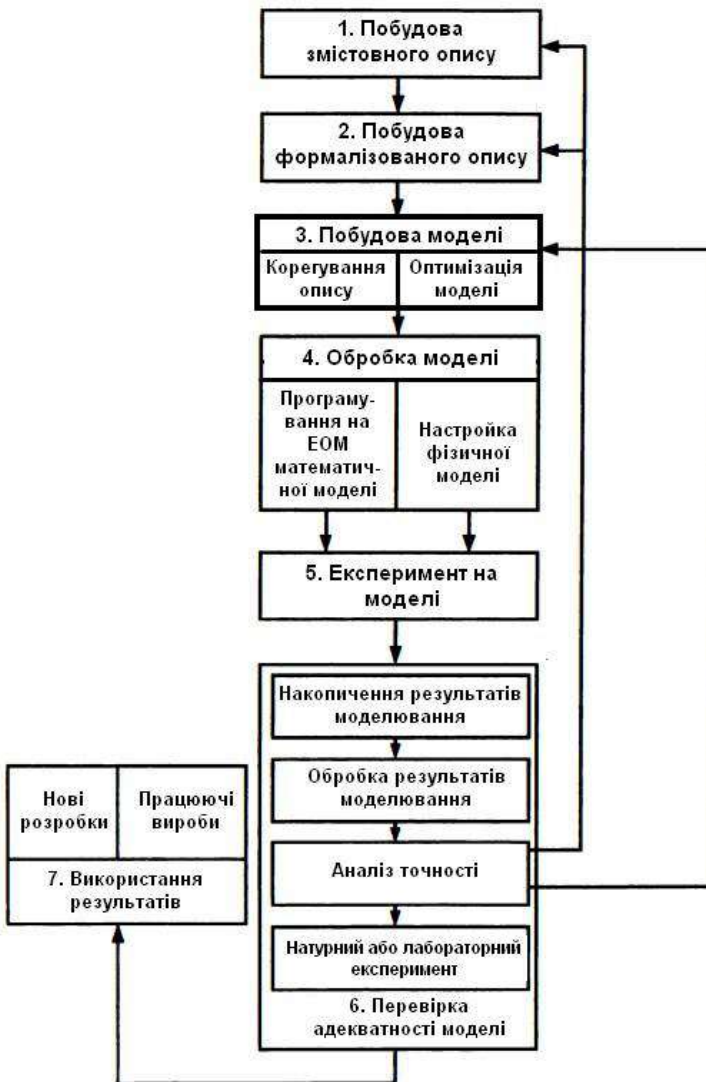 1. Побудова
змістовного опису
2. Побудова
формалізованого опису
3. Побудова моделі
Корегування
опису
Оптимізація
моделі
4. Обробка моделі
Програму-
вання на
ЕОМ
математич-
ної моделі
Настройка
фізичної
моделі
5. Експеримент на
моделі
Накопичення результатів
моделювання
Обробка результатів
моделювання
Аналіз точності
Натурний або лабораторний
експеримент
6. Перевірка
адекватності моделі
Нові
розробки
Працюючі
вироби
7. Використання
результатів